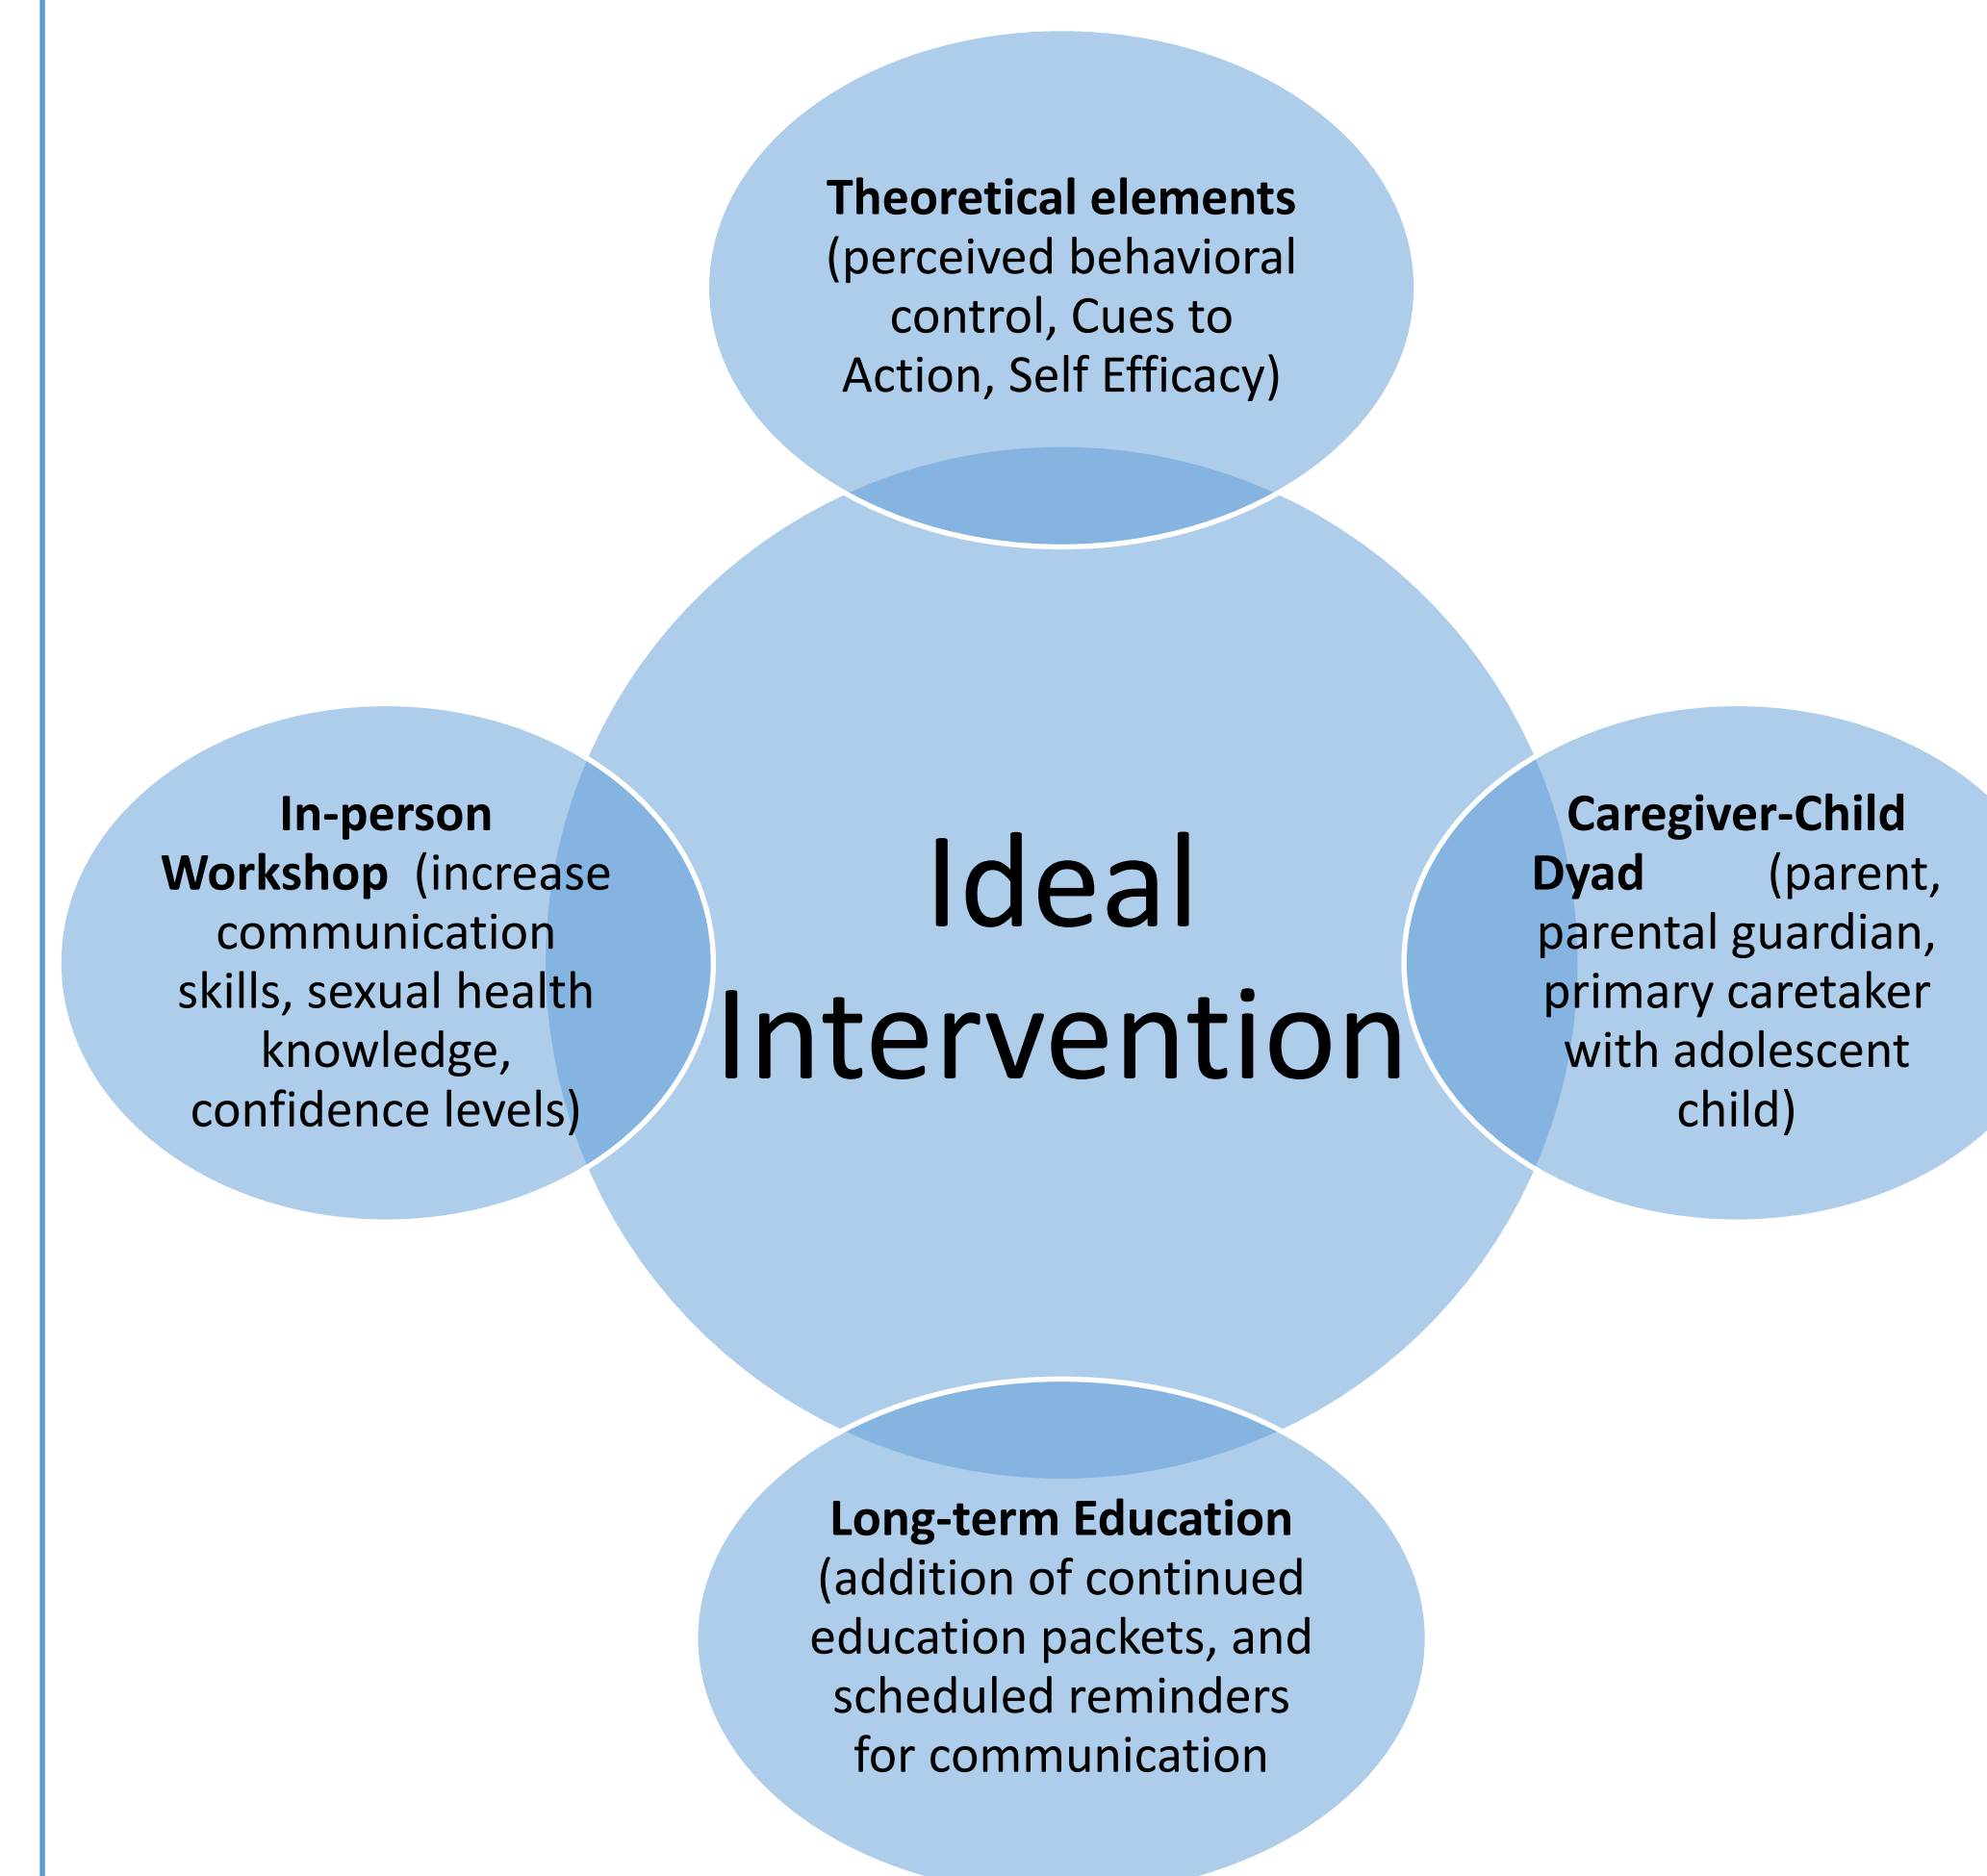 Theoretical elements
(perceived behavioral
control, Cues to
Action, Self Efficacy)
In-person
Workshop (increase
communication
skills, sexual health
knowledge,
confidence levels)
Ideal
Intervention
Caregiver-Child
Dyad (parent,
parental guardian,
primary caretaker
with adolescent
child)
Long-term Education
(addition of continued
education packets, and
scheduled reminders
for communication